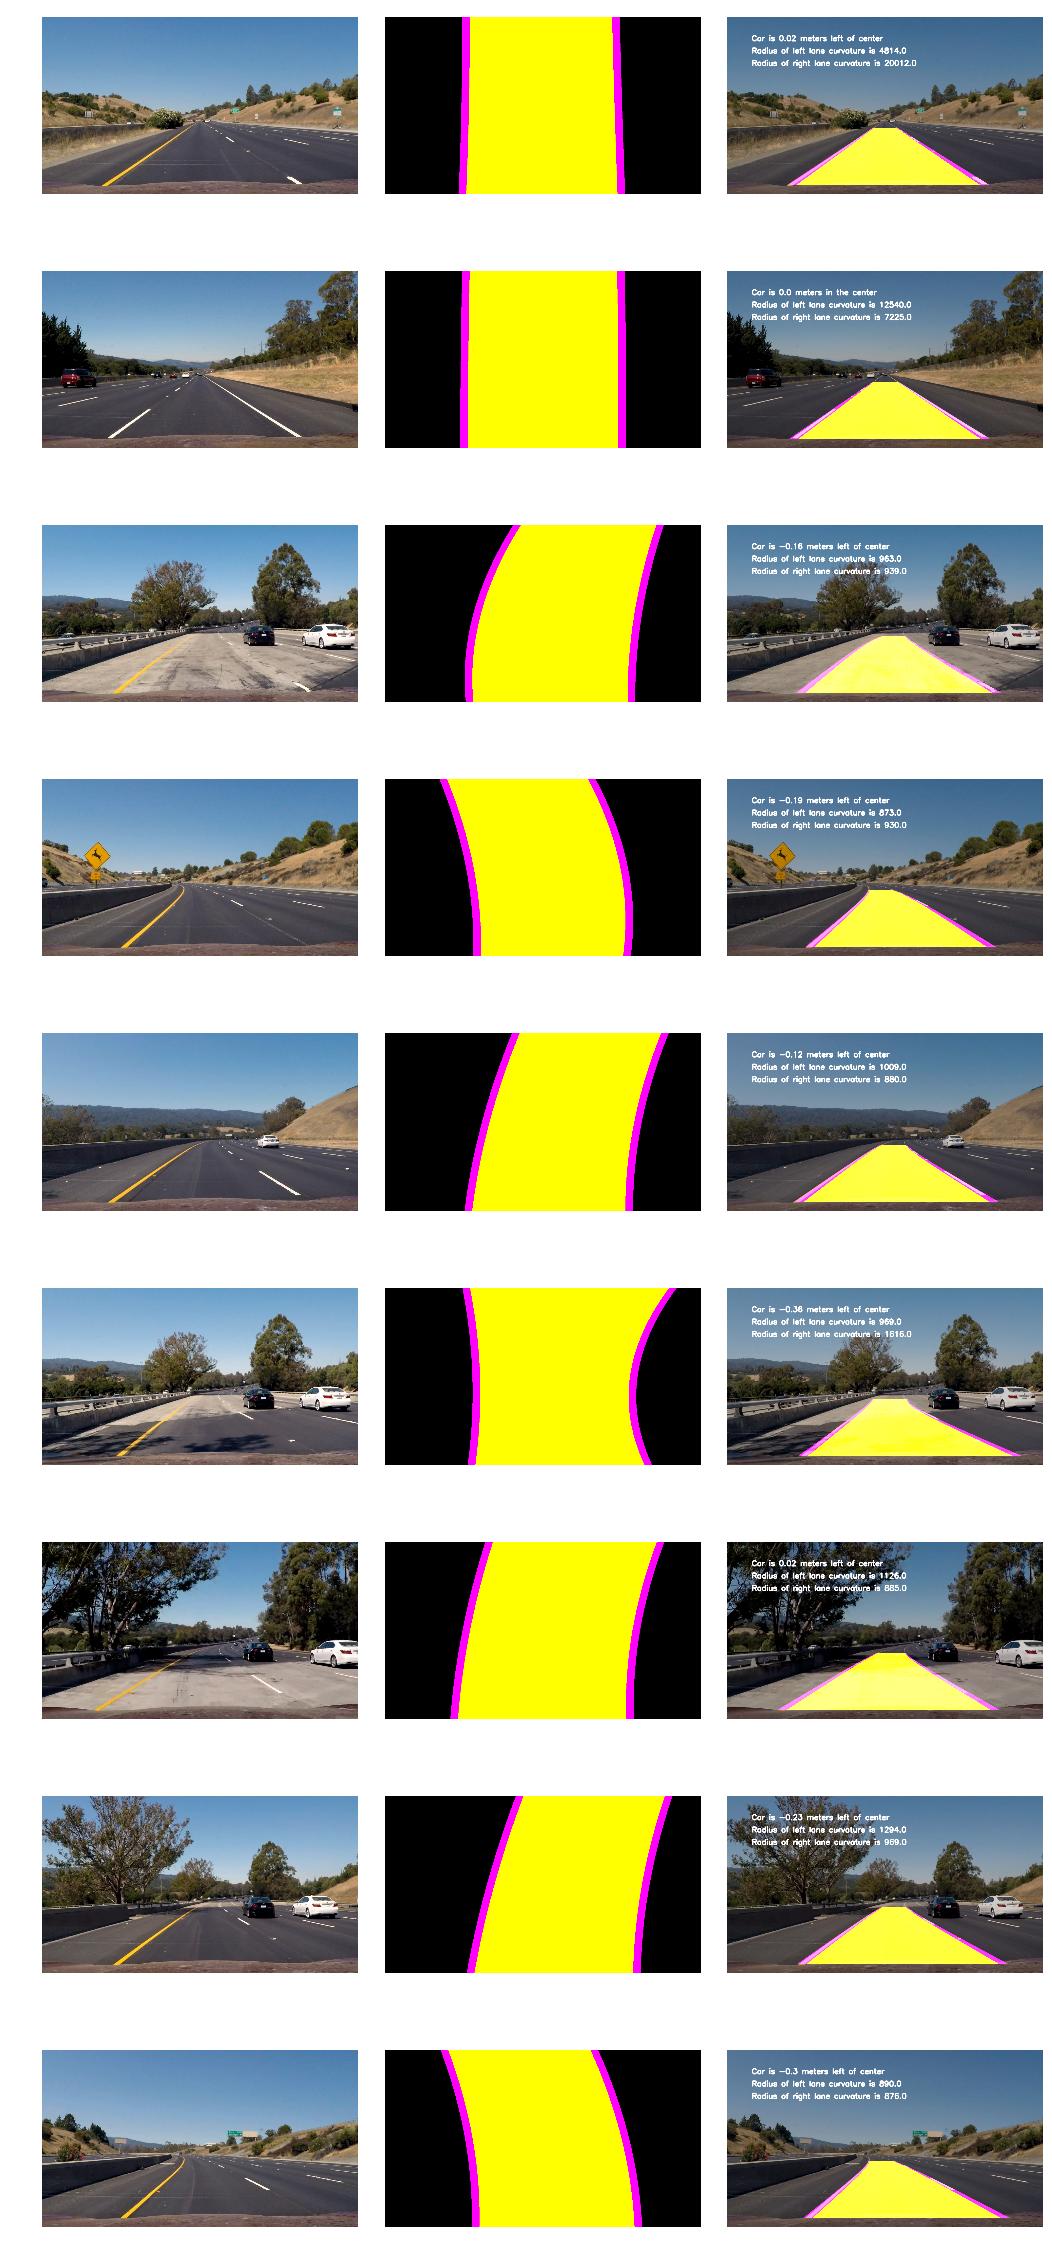 Car is 0.02 meters left of center
Radius of left lane curvature is 4814.0
Radius of right lane curvature is 20012.0
Car is 0.0 meters in the center
Radius of left lane curvature is 12540.0
Radius of right lane curvature is 7225.0
Car is -0.16 meters left of center
Radius of left lane curvature is 963.0
Radius of right lane curvature is 939.0
Car is -0.19 meters left of center
Radius of left lane curvature is 873.0
Radius of right lane curvature is 930.0
Car is -0.12 meters left of center
Radius of left lane curvature is 1009.0
Radius of right lane curvature is 880.0
Car is -0.36 meters left of center
Radius of left lane curvature is 969.0
Radius of right lane curvature is 1616.0
Car is 0.02 meters left of center
Radius of left lane curvature is 1126.0
Radius of right lane curvature is 885.0
Car is -0.23 meters left of center
Radius of left lane curvature is 1294.0
Radius of right lane curvature is 969.0
Car is -0.3 meters left of center
Radius of left lane curvature is 890.0
Radius of right lane curvature is 876.0